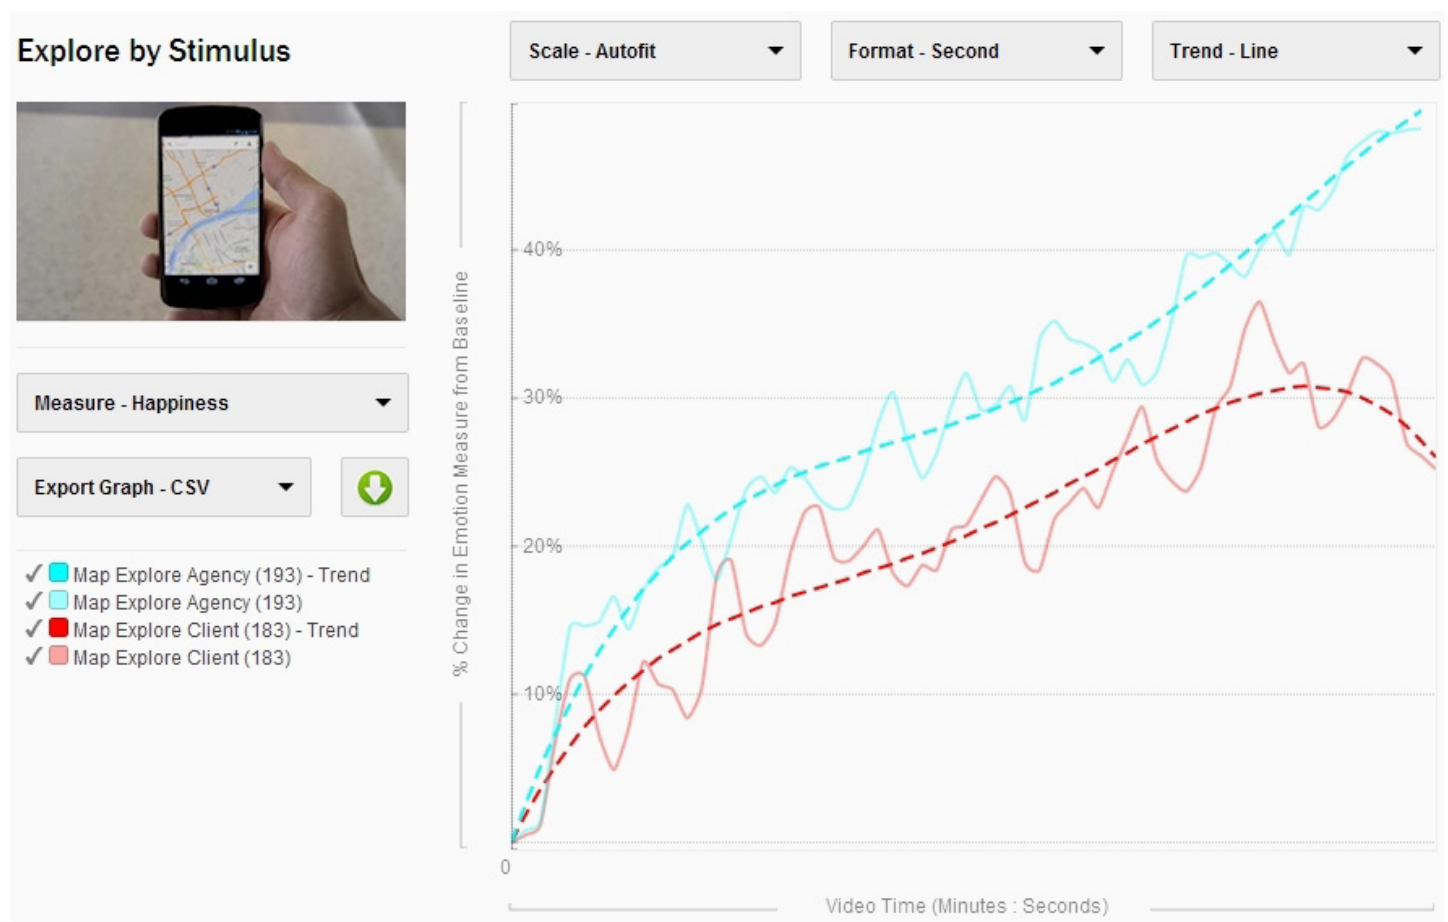 Explore by Stimulus
Scale - Autofit
Format - Second
Trend - Line
Measure - Happiness
Export Graph - CSV
Map Explore Agency (193) - Trend
Map Explore Agency (193)
Map Explore Client (183) - Trend
Map Explore Client (183)
% Change in Emotion Measure from Baseline
40%
30%
20%
10%
0
Video Time (Minutes : Seconds)